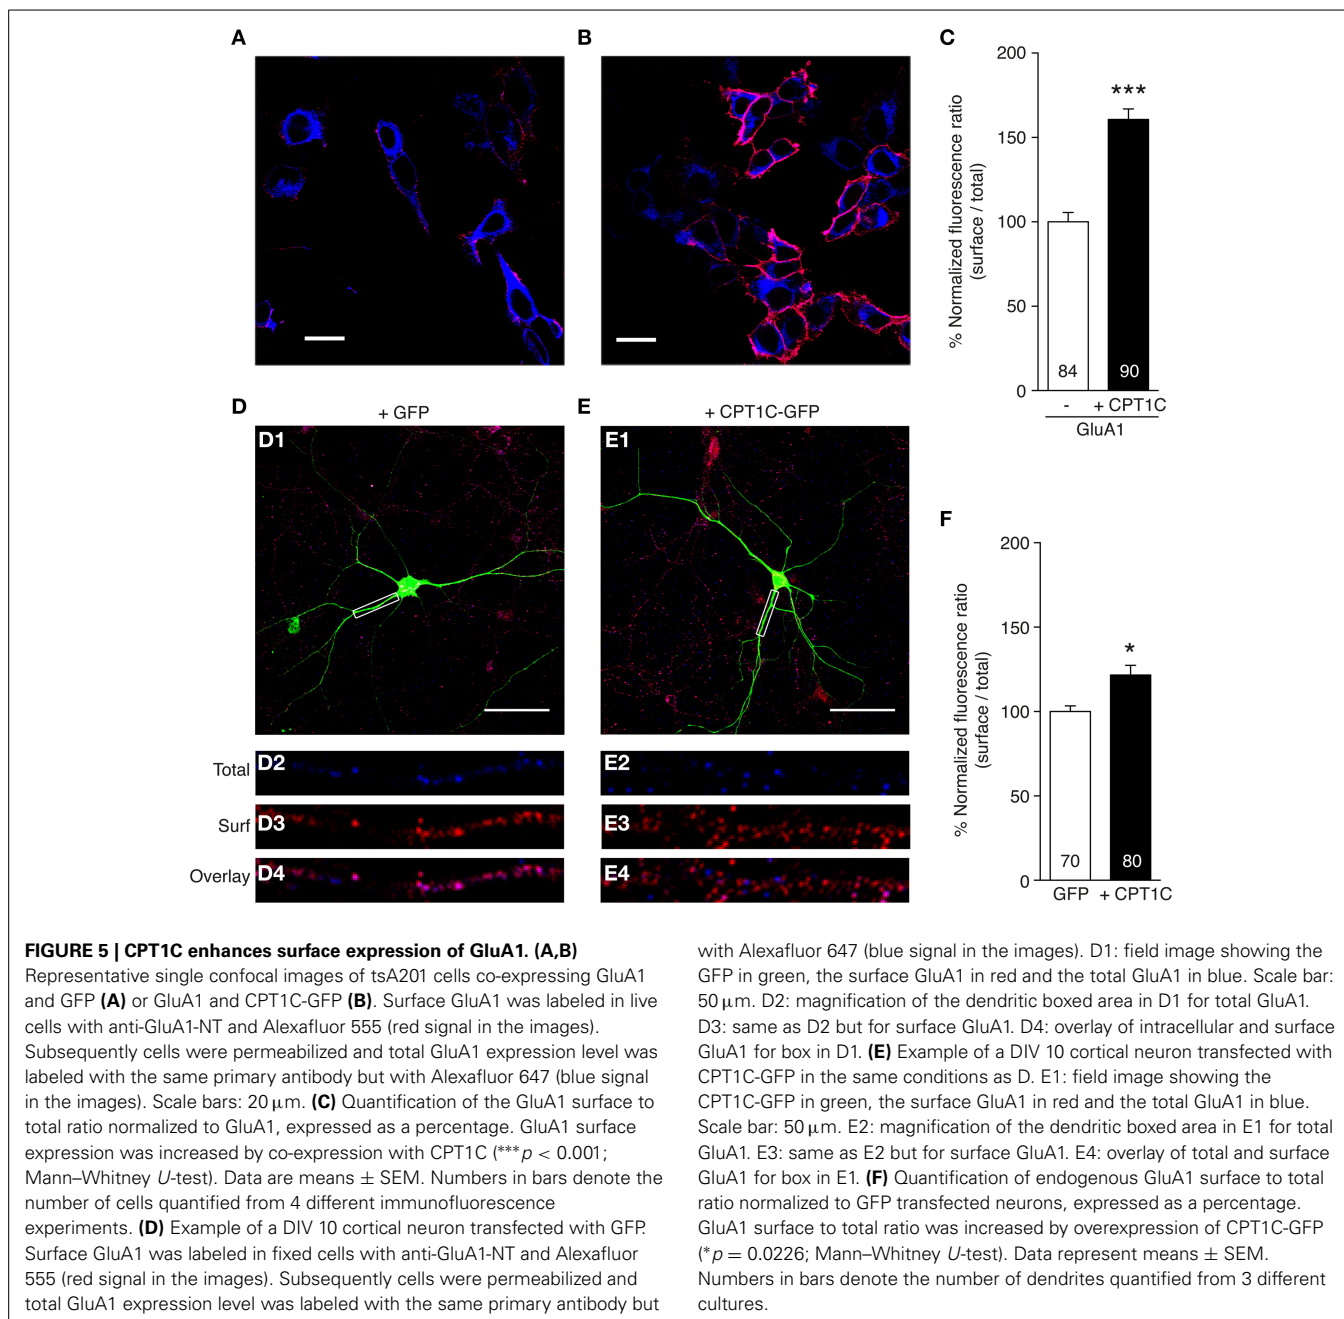 A
B
C
200
150
100
50
0
% Normalized fluorescence ratio
(surface / total)
***
84
90
-
+ CPT1C
GluA1
D
+ GFP
E
+ CPT1C-GFP
D1
E1
F
200
150
100
50
0
% Normalized fluorescence ratio
(surface / total)
*
70
80
GFP
+ CPT1C
Total
D2
E2
Surf
D3
E3
Overlay
D4
E4
FIGURE 5 | CPT1C enhances surface expression of GluA1. (A,B)
Representative single confocal images of tsA201 cells co-expressing GluA1
and GFP (A) or GluA1 and CPT1C-GFP (B). Surface GluA1 was labeled in live
cells with anti-GluA1-NT and Alexafluor 555 (red signal in the images).
Subsequently cells were permeabilized and total GluA1 expression level was
labeled with the same primary antibody but with Alexafluor 647 (blue signal
in the images). Scale bars: 20 µm. (C) Quantification of the GluA1 surface to
total ratio normalized to GluA1, expressed as a percentage. GluA1 surface
expression was increased by co-expression with CPT1C (***p < 0.001;
Mann–Whitney U-test). Data are means ± SEM. Numbers in bars denote the
number of cells quantified from 4 different immunofluorescence
experiments. (D) Example of a DIV 10 cortical neuron transfected with GFP.
Surface GluA1 was labeled in fixed cells with anti-GluA1-NT and Alexafluor
555 (red signal in the images). Subsequently cells were permeabilized and
total GluA1 expression level was labeled with the same primary antibody but
with Alexafluor 647 (blue signal in the images). D1: field image showing the
GFP in green, the surface GluA1 in red and the total GluA1 in blue. Scale bar:
50 µm. D2: magnification of the dendritic boxed area in D1 for total GluA1.
D3: same as D2 but for surface GluA1. D4: overlay of intracellular and surface
GluA1 for box in D1. (E) Example of a DIV 10 cortical neuron transfected with
CPT1C-GFP in the same conditions as D. E1: field image showing the
CPT1C-GFP in green, the surface GluA1 in red and the total GluA1 in blue.
Scale bar: 50 µm. E2: magnification of the dendritic boxed area in E1 for total
GluA1. E3: same as E2 but for surface GluA1. E4: overlay of total and surface
GluA1 for box in E1. (F) Quantification of endogenous GluA1 surface to total
ratio normalized to GFP transfected neurons, expressed as a percentage.
GluA1 surface to total ratio was increased by overexpression of CPT1C-GFP
(*p = 0.0226; Mann–Whitney U-test). Data represent means ± SEM.
Numbers in bars denote the number of dendrites quantified from 3 different
cultures.